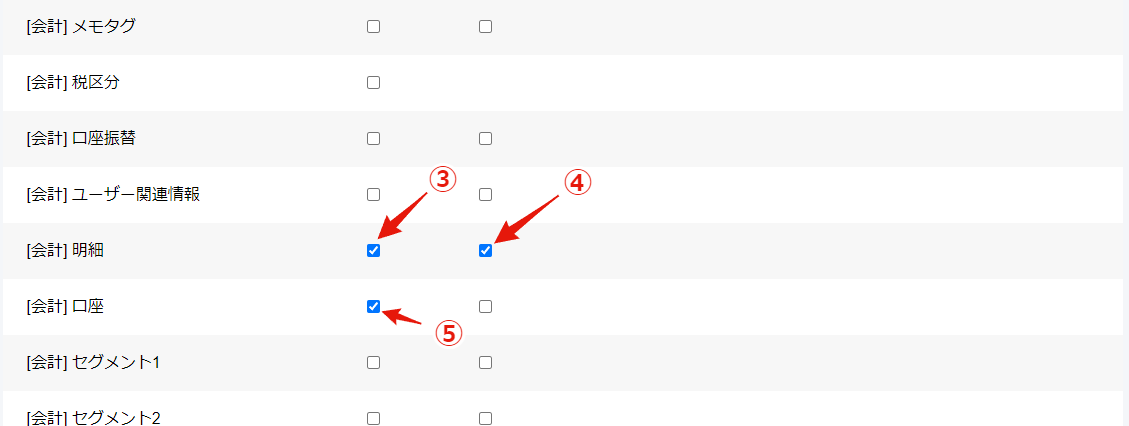 [会計] メモタグ
[会計] 税区分
[会計] 口座振替
③
④
[会計] ユーザー関連情報
[会計] 明細
[会計] 口座
⑤
[会計] セグメント1
[会計] セグメント2